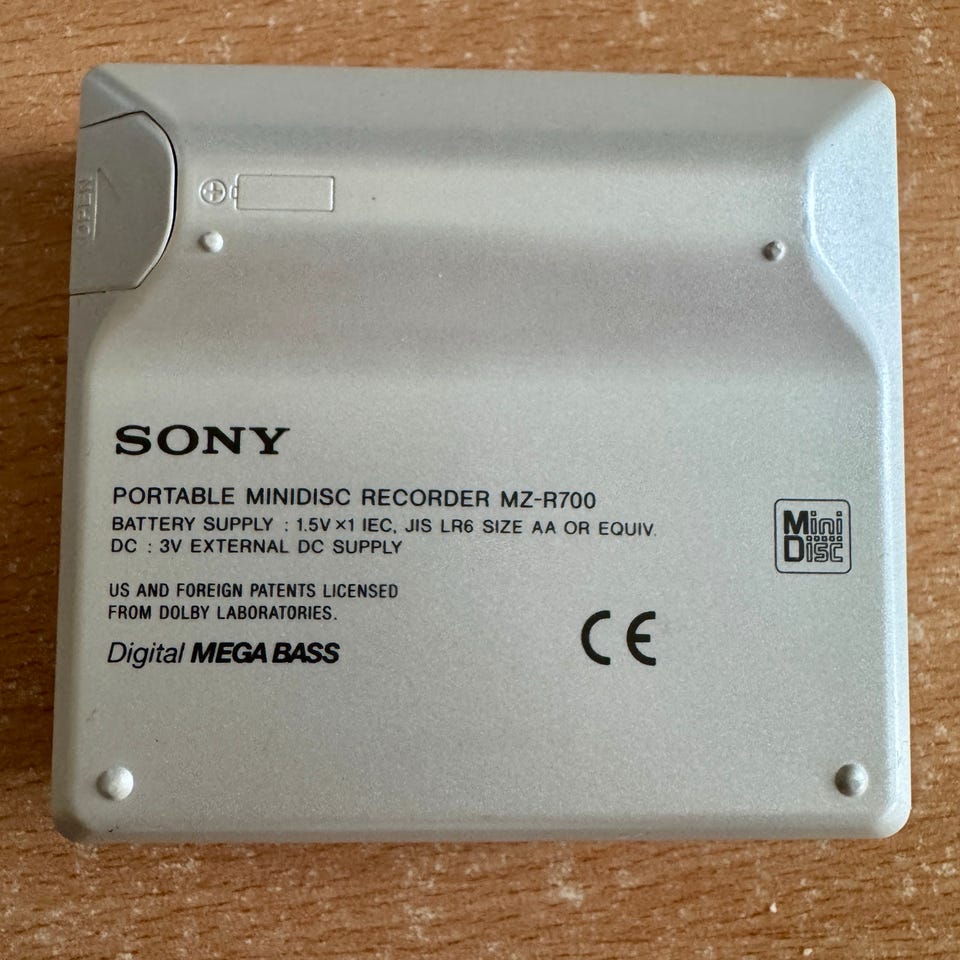 OPEN
SONY
PORTABLE MINIDISC RECORDER MZ-R700
BATTERY SUPPLY : 1.5V×1 IEC, JIS LR6 SIZE AA OR EQUIV.
DC : 3V EXTERNAL DC SUPPLY
Mini
Disc
US AND FOREIGN PATENTS LICENSED
FROM DOLBY LABORATORIES.
Digital MEGA BASS
CE